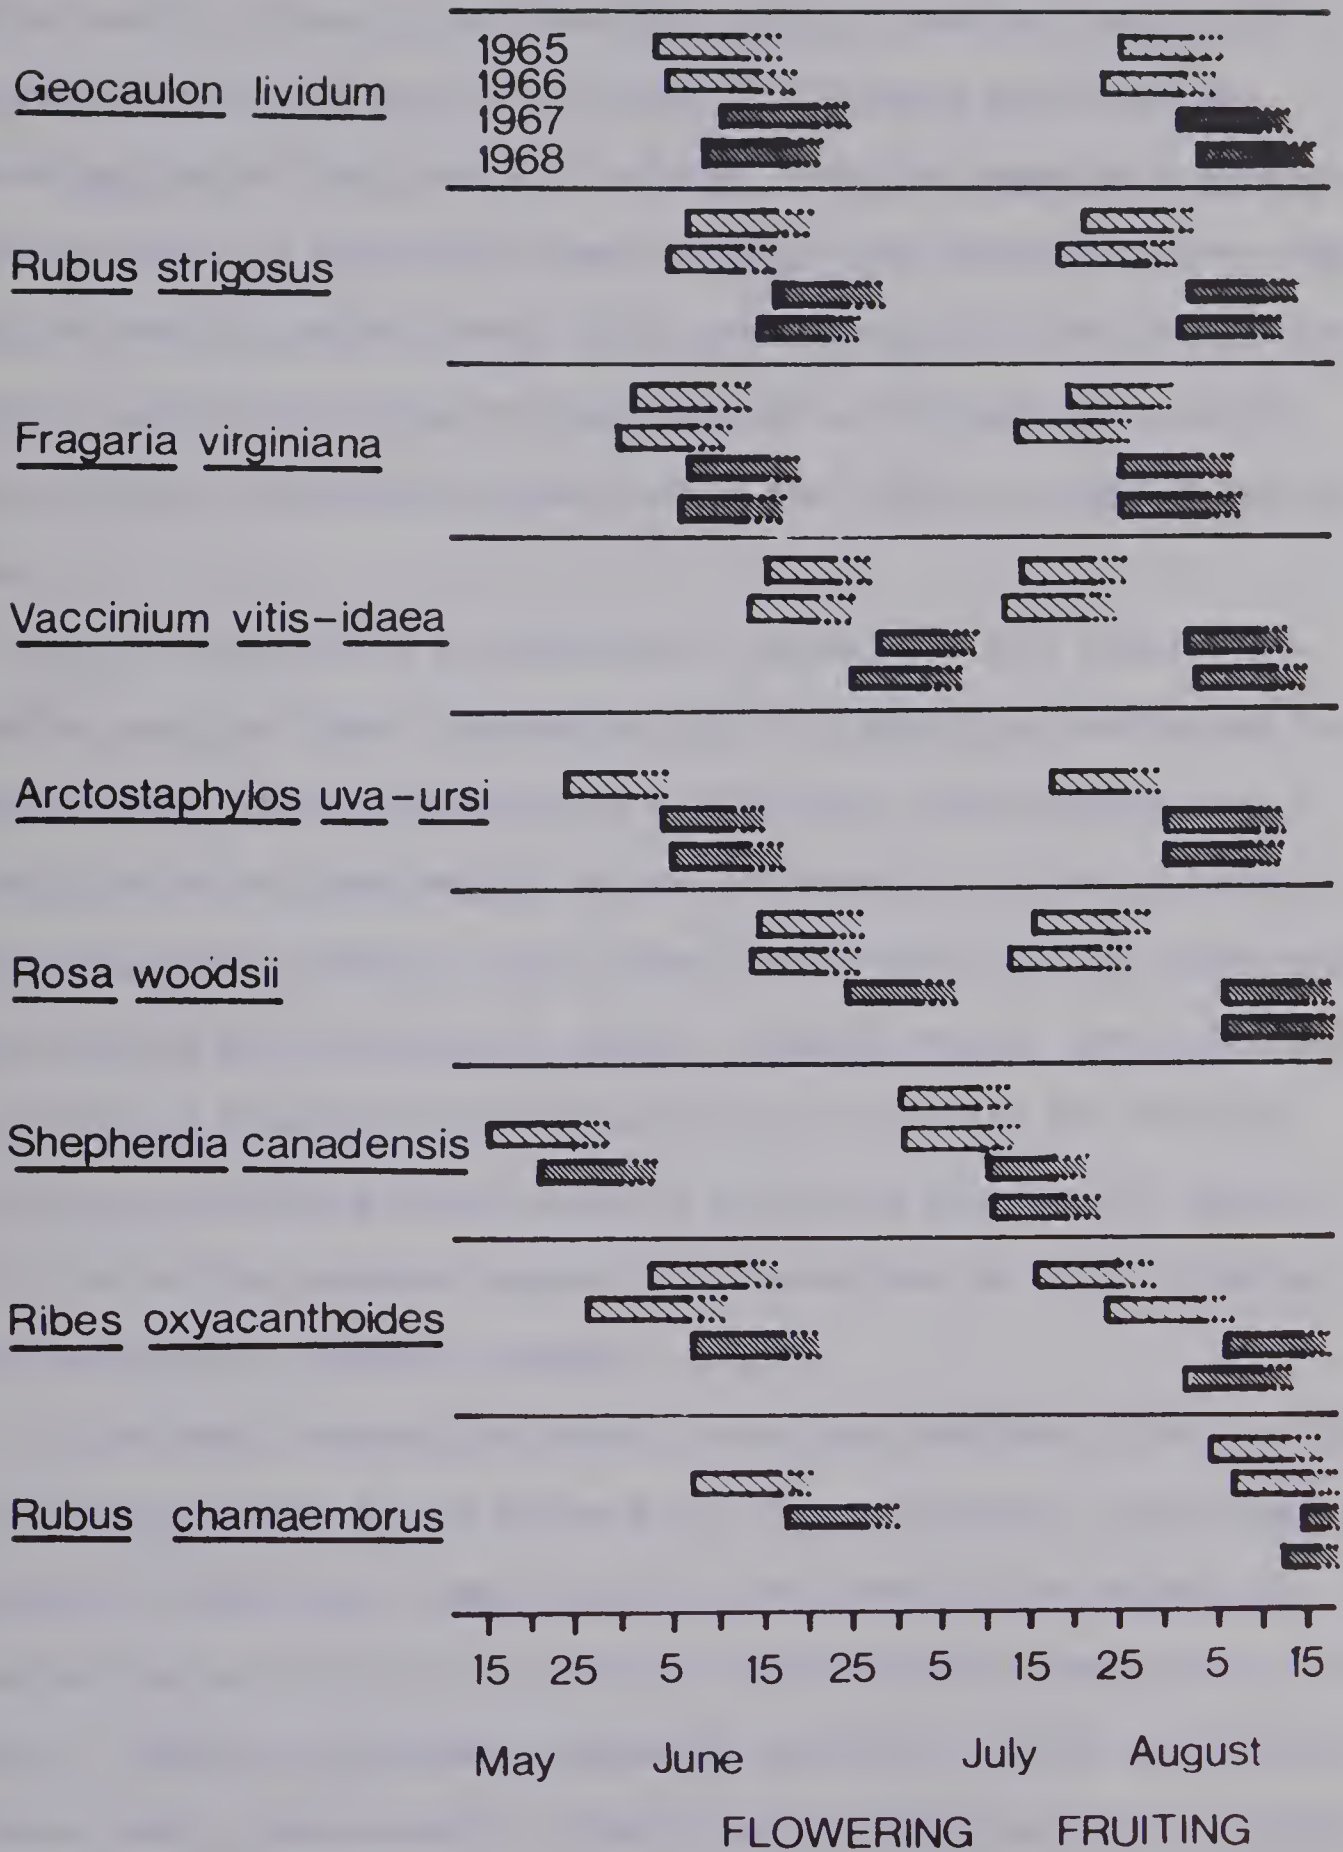 1965
1966
Geocaulon lividum
1967
1968
Rubus strigosus
Fragaria virginiana
Vaccinium vitis-idaea
Arctostaphylos uva-ursi
Rosa woodsii
Shepherdia canadensis
Ribes oxyacanthoides
Rubus chamaemorus
15 25 5 15 25 5 15 25 5 15
May June July August
FLOWERING FRUITING